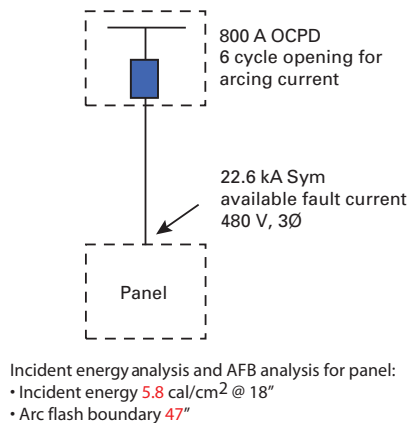 800 A OCPD
6 cycle opening for
arcing current
22.6 kA Sym
available fault current
480 V, 3Ø
Panel
Incident energy analysis and AFB analysis for panel:
• Incident energy 5.8 cal/cm2 @ 18″
• Arc flash boundary 47″